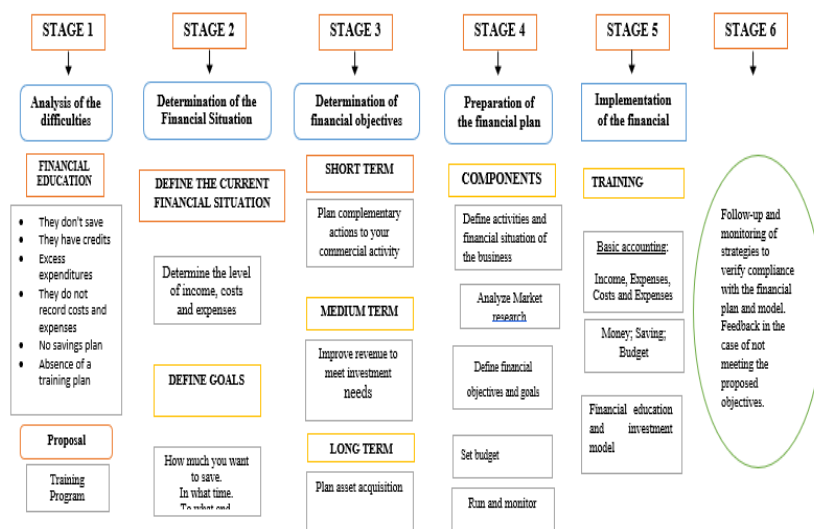 STAGE 1
Analysis of the
difficulties
FINANCIAL
EDUCATION
They don't save
They have credits
Excess
expenditures
They do not
record costs and
expenses
No savings plan
Absence of a
training plan
Proposal
Training
Program
STAGE 2
Determination of the
Financial Situation
DEFINE THE CURRENT
FINANCIAL SITUATION
Determine the level
of income, costs
and expenses
DEFINE GOALS
How much you want
to save.
In what time.
To what end
STAGE 3
Determination of
financial objectives
SHORT TERM
Plan complementary
actions to your
commercial activity
MEDIUM TERM
Improve revenue to
meet investment
needs
LONG TERM
Plan asset acquisition
STAGE 4
Preparation of
the financial plan
COMPONENTS
Define activities and
financial situation of
the business
Analyze Market
research
Define financial
objectives and goals
Set budget
Run and monitor
STAGE 5
Implementation
of the financial
TRAINING
Basic accounting:
Income, Expenses,
Costs and Expenses
Money; Saving;
Budget
Financial education
and investment
model
STAGE 6
Follow-up and
monitoring of
strategies to
verify compliance
with the financial
plan and model.
Feedback in the
case of not
meeting the
proposed
objectives.